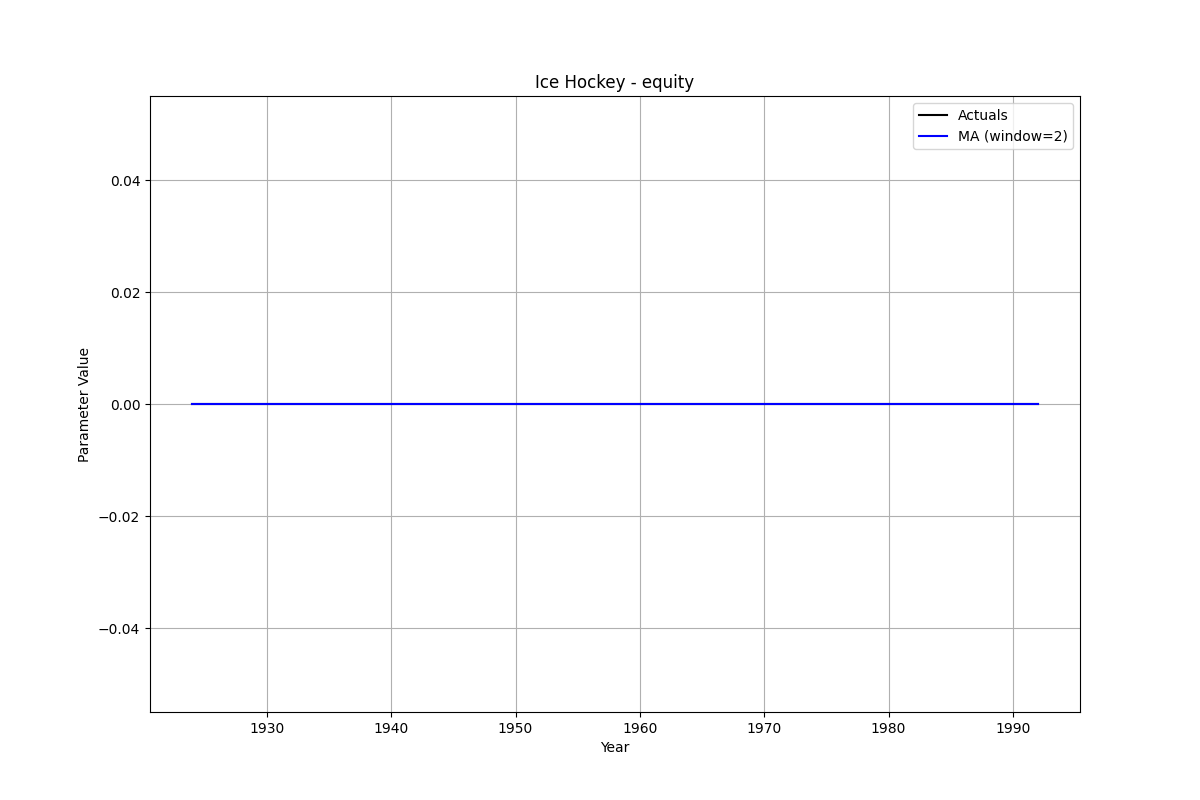 Ice Hockey - equity
Actuals
MA (window=2)
0.04
0.02
0.00
−0.02
−0.04
Parameter Value
1930 1940 1950 1960 1970 1980 1990
Year